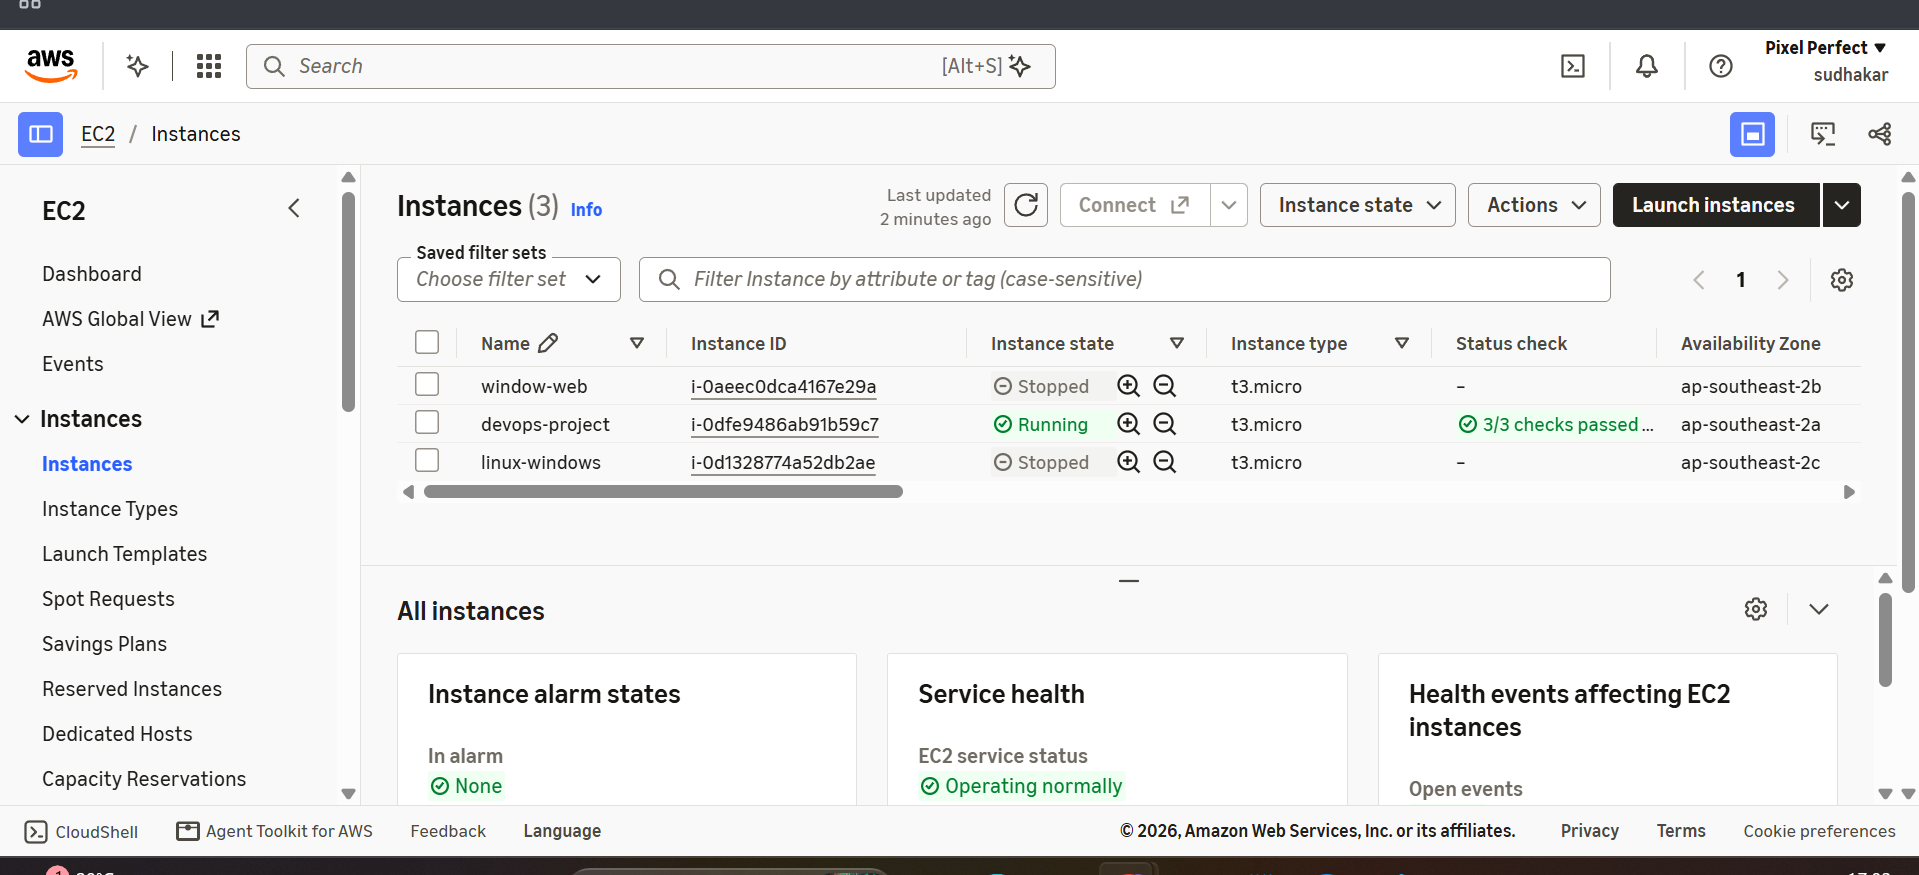 aws
Search
[Alt+S]
Pixel Perfect
sudhakar
EC2 / Instances
EC2
Dashboard
AWS Global View
Events
Instances
Instances
Instance Types
Launch Templates
Spot Requests
Savings Plans
Reserved Instances
Dedicated Hosts
Capacity Reservations
Instances (3) Info
Last updated
2 minutes ago
Connect
Instance state
Actions
Launch instances
Saved filter sets
Choose filter set
Filter Instance by attribute or tag (case-sensitive)
1
Name Instance ID Instance state Instance type Status check Availability Zone
window-web i-0aeec0dca4167e29a Stopped t3.micro – ap-southeast-2b
devops-project i-0dfe9486ab91b59c7 Running t3.micro 3/3 checks passed ... ap-southeast-2a
linux-windows i-0d1328774a52db2ae Stopped t3.micro – ap-southeast-2c
All instances
Instance alarm states
In alarm
None
Service health
EC2 service status
Operating normally
Health events affecting EC2
instances
Open events
CloudShell Agent Toolkit for AWS Feedback Language © 2026, Amazon Web Services, Inc. or its affiliates. Privacy Terms Cookie preferences